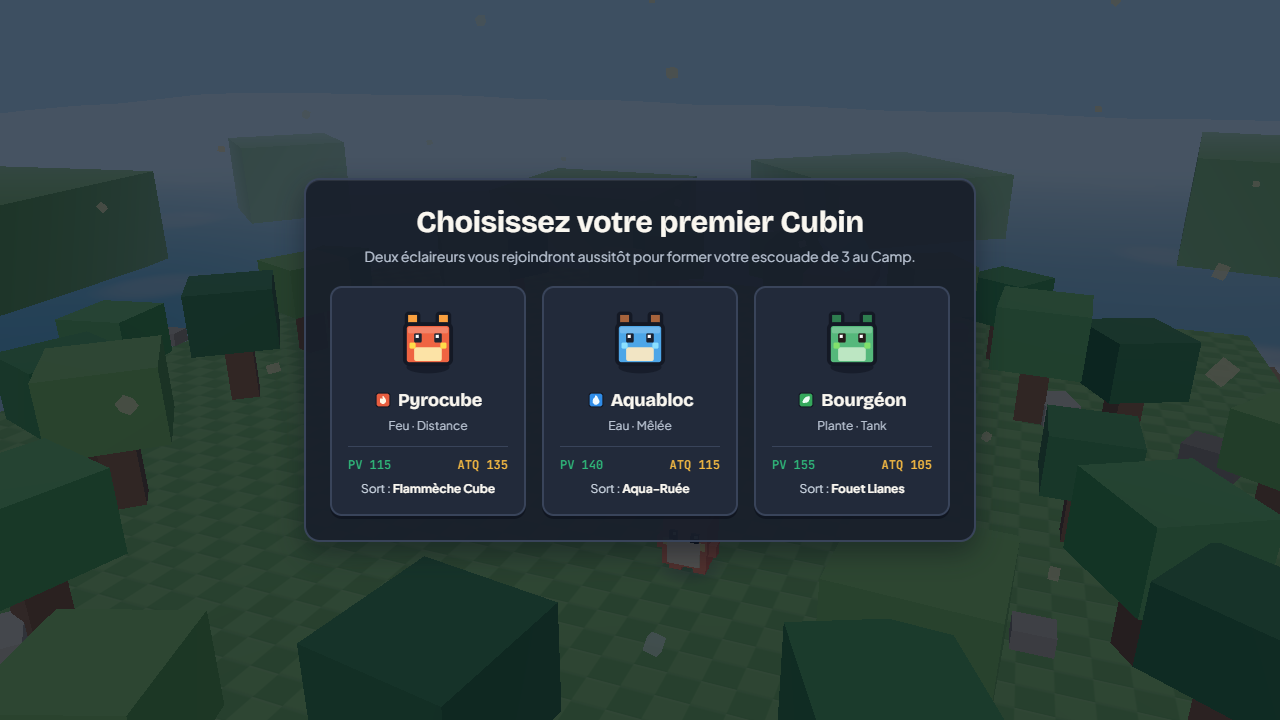 Choisissez votre premier Cubin
Deux éclaireurs vous rejoindront aussitôt pour former votre escouade de 3 au Camp.
Pyrocube
Feu · Distance
PV 115 ATQ 135
Sort : Flammèche Cube
Aquabloc
Eau · Mêlée
PV 140 ATQ 115
Sort : Aqua-Ruée
Bourgéon
Plante · Tank
PV 155 ATQ 105
Sort : Fouet Lianes